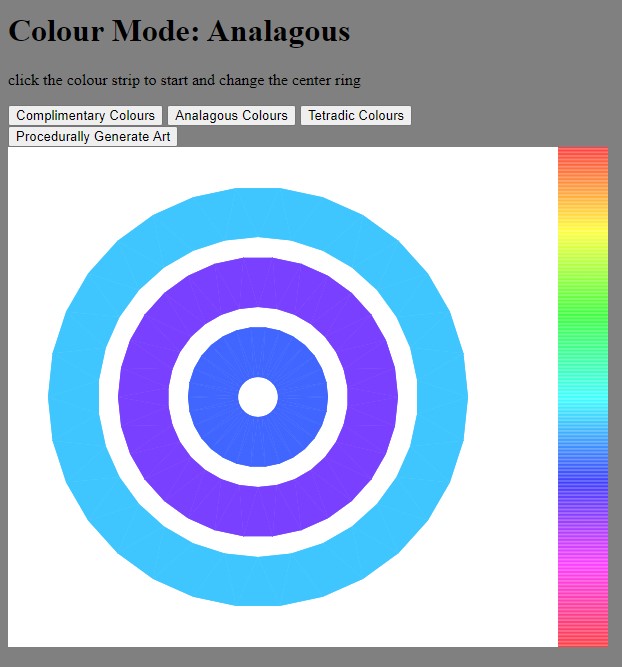 Colour Mode: Analagous
click the colour strip to start and change the center ring
Complimentary Colours Analagous Colours Tetradic Colours
Procedurally Generate Art